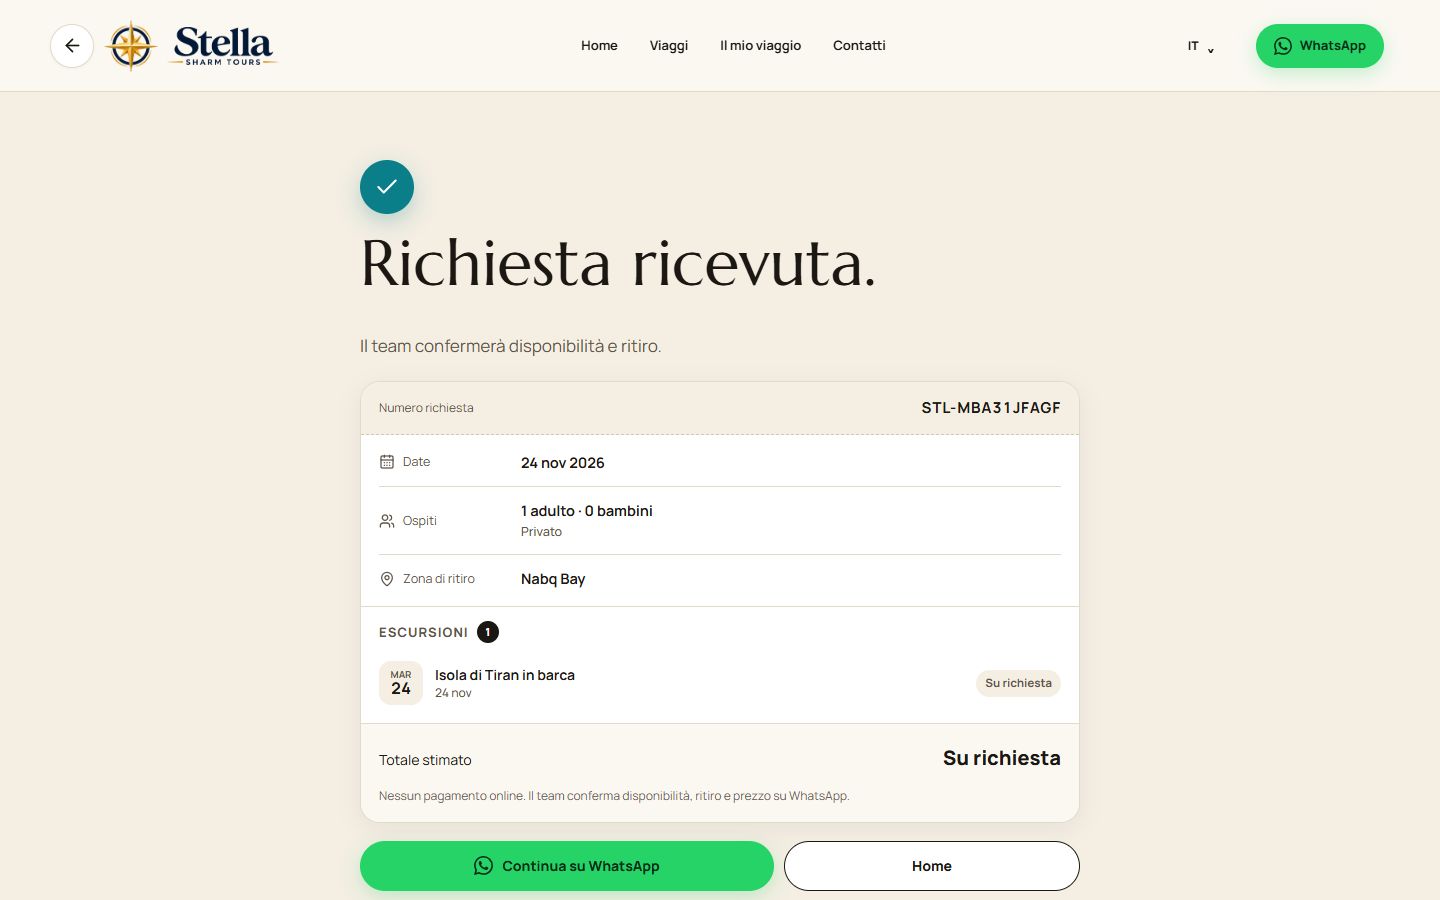 Stella
SHARM TOURS
Home
Viaggi
Il mio viaggio
Contatti
IT
WhatsApp
Richiesta ricevuta.
Il team confermerà disponibilità e ritiro.
Numero richiesta
STL-MBA31JFAGF
Date
24 nov 2026
Ospiti
1 adulto · 0 bambini
Privato
Zona di ritiro
Nabq Bay
ESCURSIONI 1
MAR
24
Isola di Tiran in barca
24 nov
Su richiesta
Totale stimato
Su richiesta
Nessun pagamento online. Il team conferma disponibilità, ritiro e prezzo su WhatsApp.
Continua su WhatsApp
Home